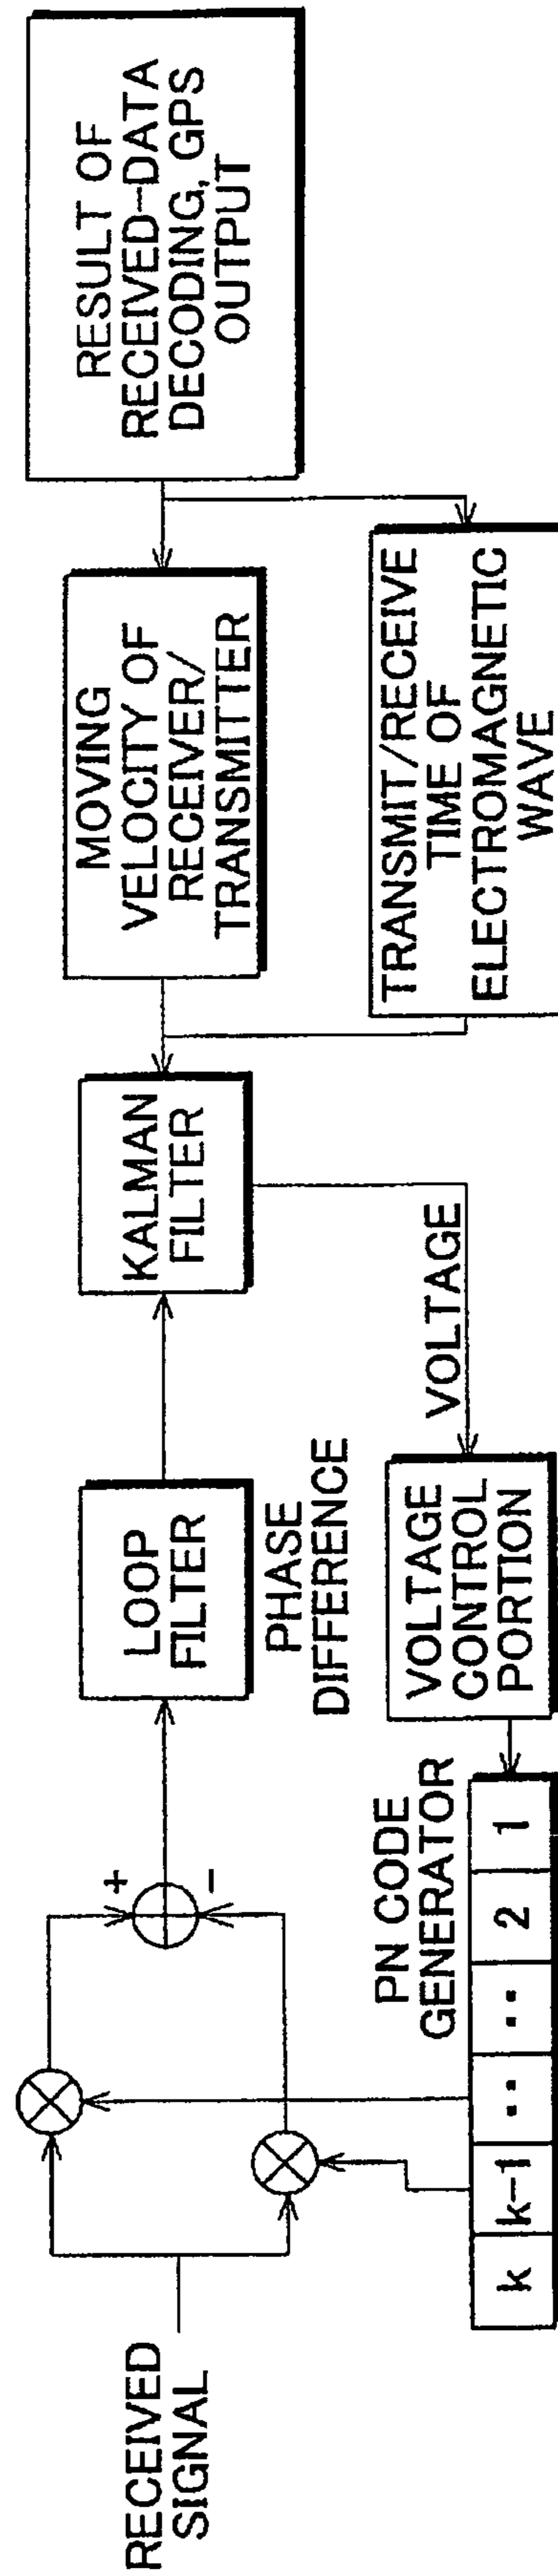 RECEIVED
SIGNAL
+
-
LOOP
FILTER
PHASE
DIFFERENCE
KALMAN
FILTER
MOVING
VELOCITY OF
RECEIVER/
TRANSMITTER
RESULT OF
RECEIVED-DATA
DECODING, GPS
OUTPUT
TRANSMIT/RECEIVE
TIME OF
ELECTROMAGNETIC
WAVE
VOLTAGE
VOLTAGE
CONTROL
PORTION
PN CODE
GENERATOR
k k-1 .. .. 2 1